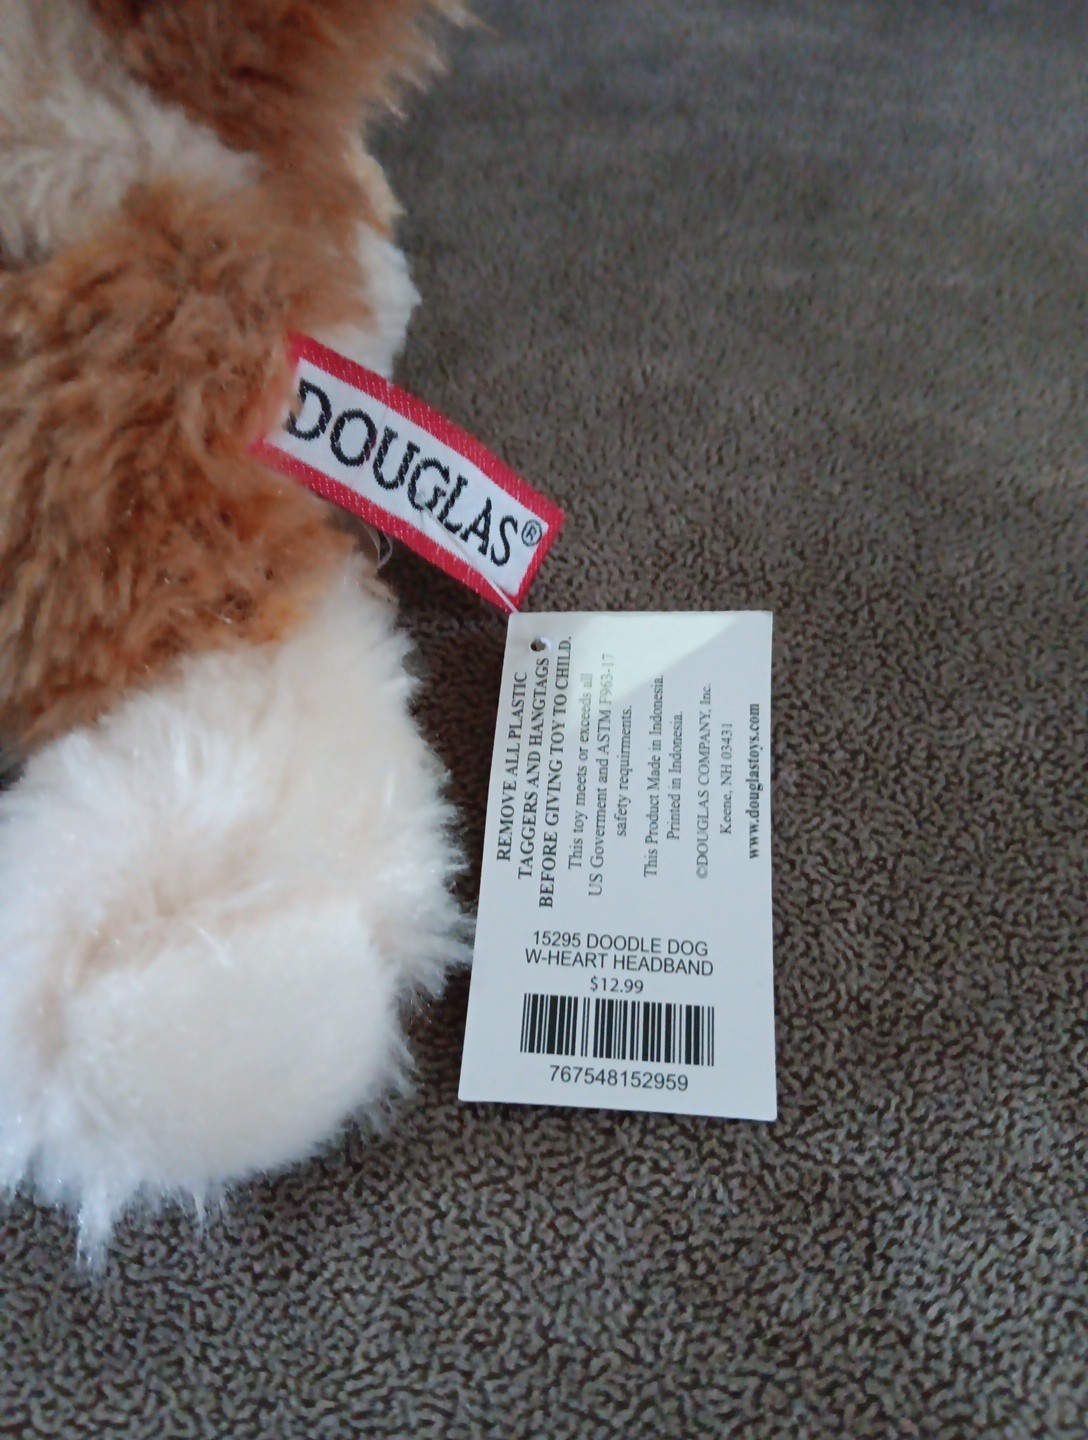 DOUGLAS®
REMOVE ALL PLASTIC
TAGGERS AND HANGTAGS
BEFORE GIVING TOY TO CHILD.
This toy meets or exceeds all
US Goverment and ASTM F963-17
safety requirments.
This Product Made in Indonesia.
Printed in Indonesia.
©DOUGLAS COMPANY, Inc.
Keene, NH 03431
www.douglastoys.com
15295 DOODLE DOG
W-HEART HEADBAND
$12.99
767548152959